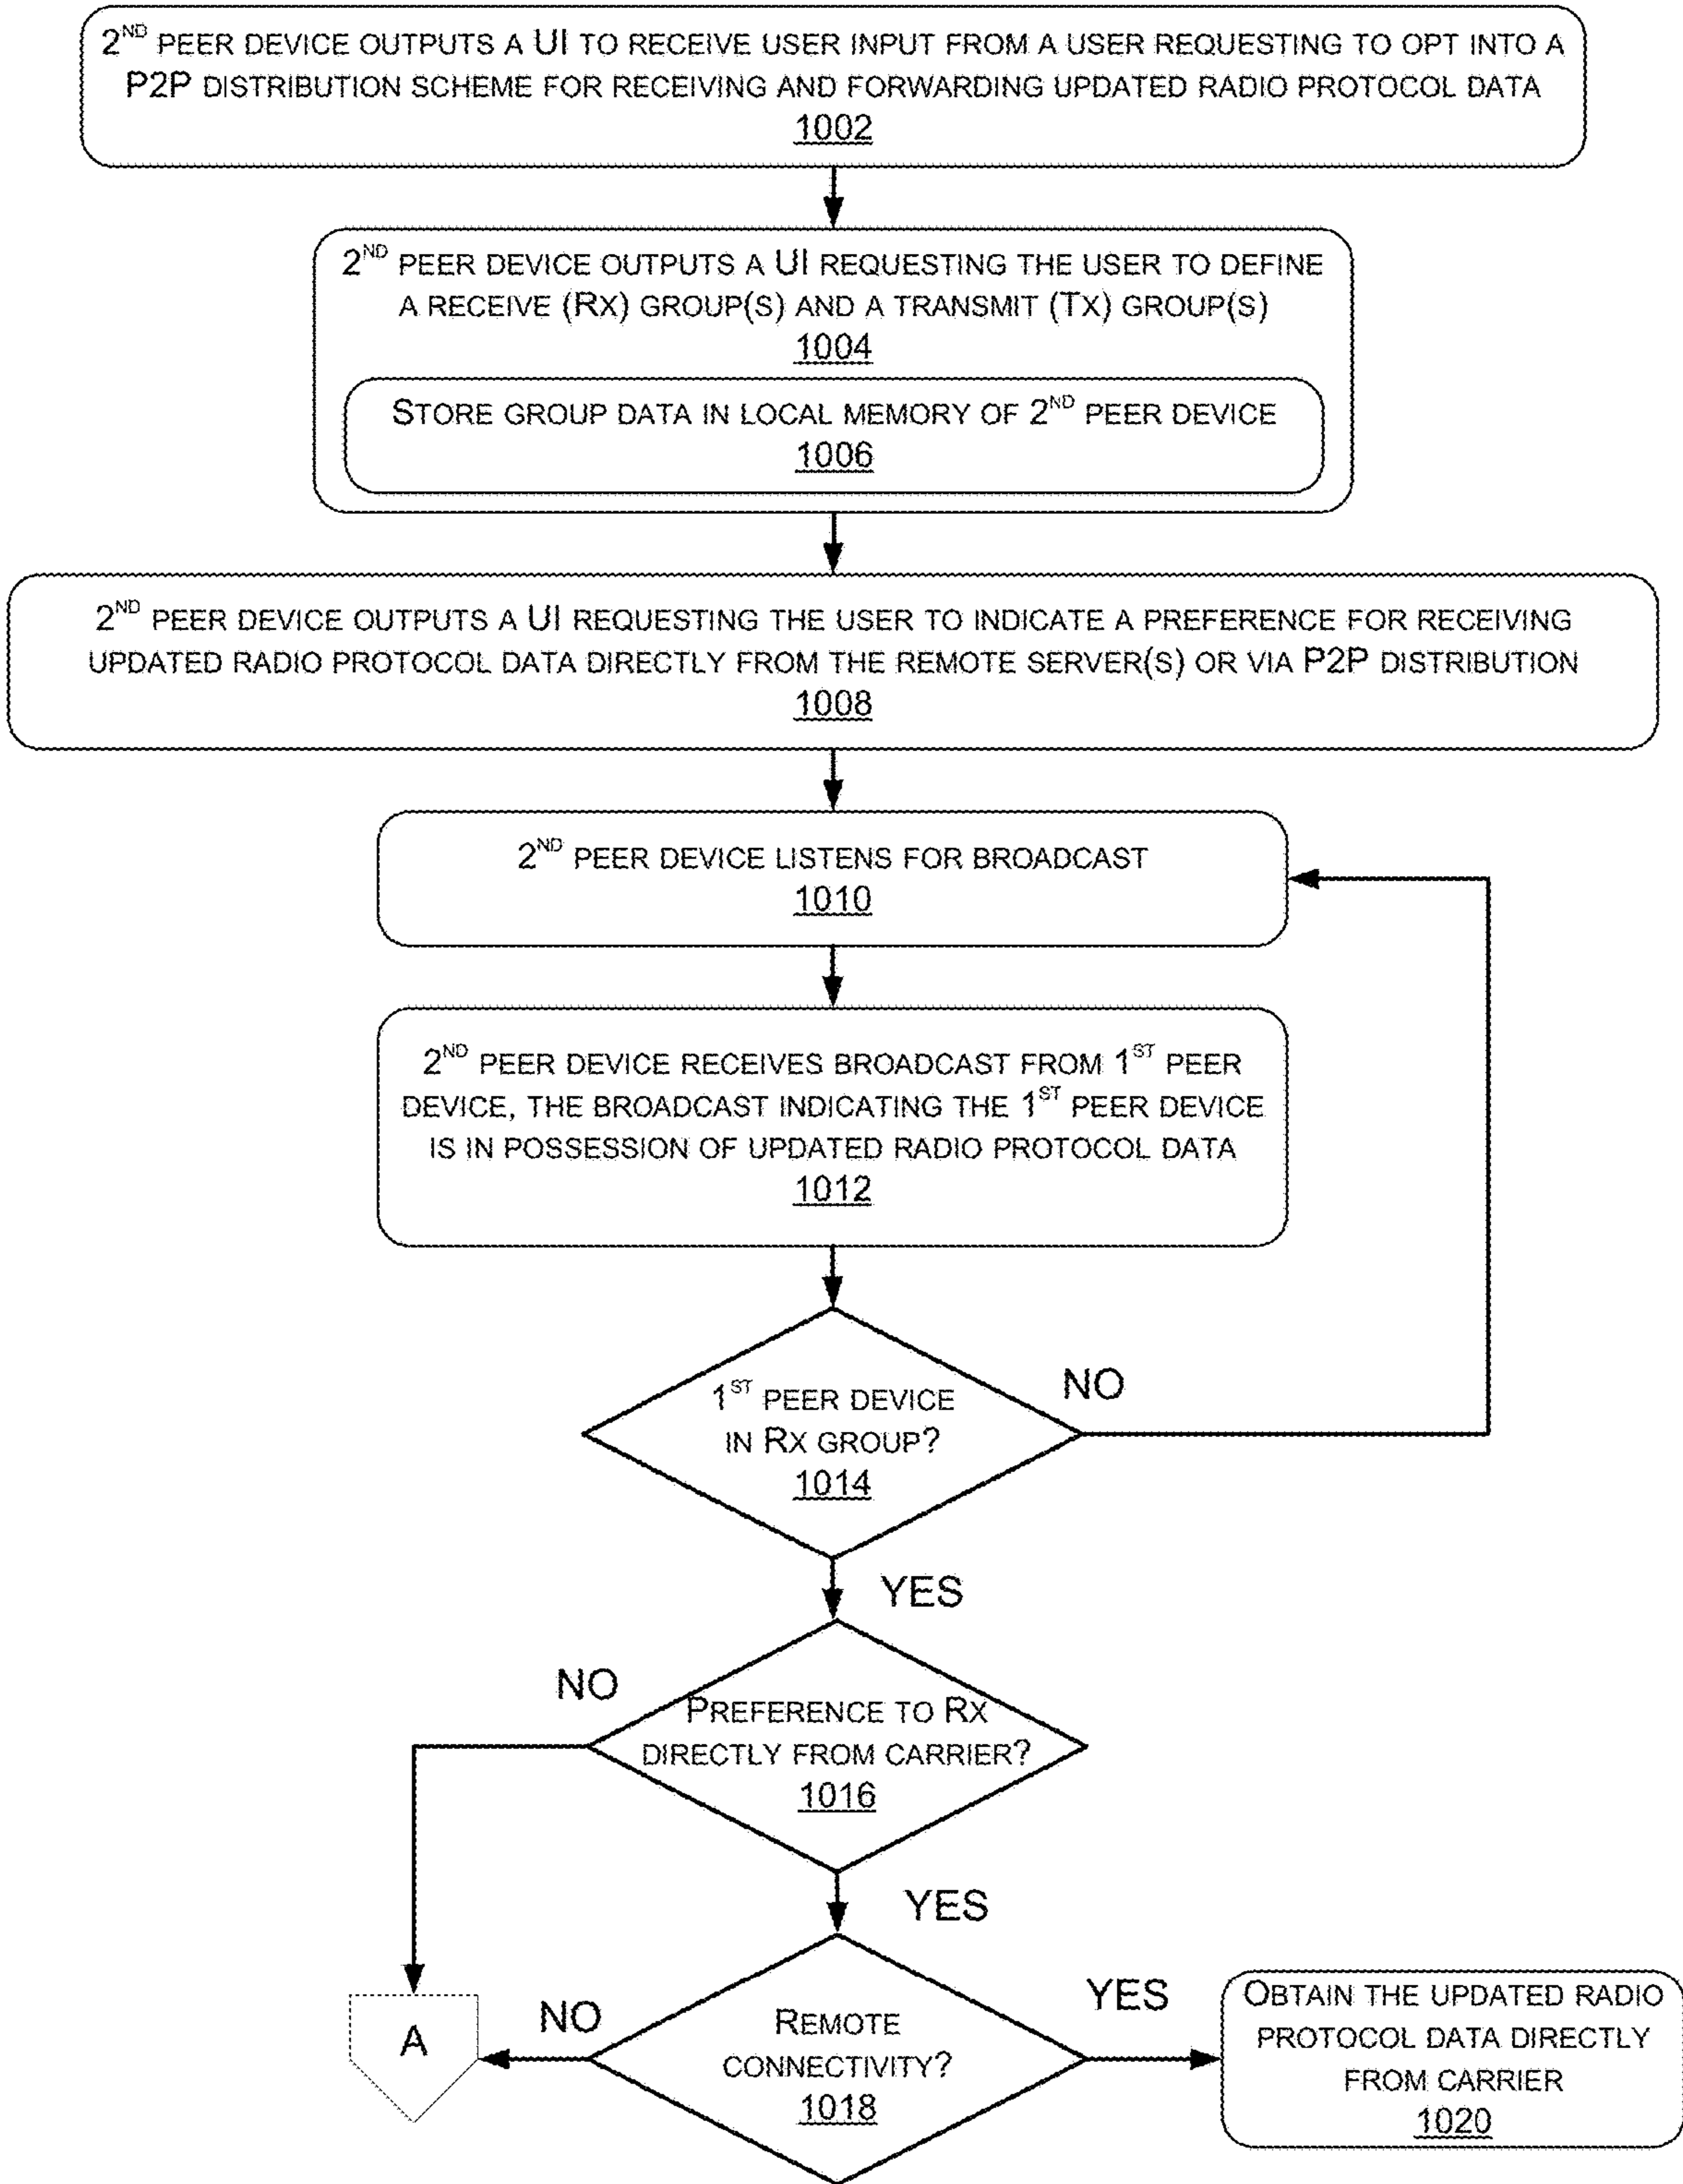 2ND PEER DEVICE OUTPUTS A UI TO RECEIVE USER INPUT FROM A USER REQUESTING TO OPT INTO A
P2P DISTRIBUTION SCHEME FOR RECEIVING AND FORWARDING UPDATED RADIO PROTOCOL DATA
1002
2ND PEER DEVICE OUTPUTS A UI REQUESTING THE USER TO DEFINE
A RECEIVE (RX) GROUP(S) AND A TRANSMIT (TX) GROUP(S)
1004
STORE GROUP DATA IN LOCAL MEMORY OF 2ND PEER DEVICE
1006
2ND PEER DEVICE OUTPUTS A UI REQUESTING THE USER TO INDICATE A PREFERENCE FOR RECEIVING
UPDATED RADIO PROTOCOL DATA DIRECTLY FROM THE REMOTE SERVER(S) OR VIA P2P DISTRIBUTION
1008
2ND PEER DEVICE LISTENS FOR BROADCAST
1010
2ND PEER DEVICE RECEIVES BROADCAST FROM 1ST PEER
DEVICE, THE BROADCAST INDICATING THE 1ST PEER DEVICE
IS IN POSSESSION OF UPDATED RADIO PROTOCOL DATA
1012
1ST PEER DEVICE
IN RX GROUP?
1014
NO
YES
PREFERENCE TO RX
DIRECTLY FROM CARRIER?
1016
NO
YES
REMOTE
CONNECTIVITY?
1018
NO
A
YES
OBTAIN THE UPDATED RADIO
PROTOCOL DATA DIRECTLY
FROM CARRIER
1020